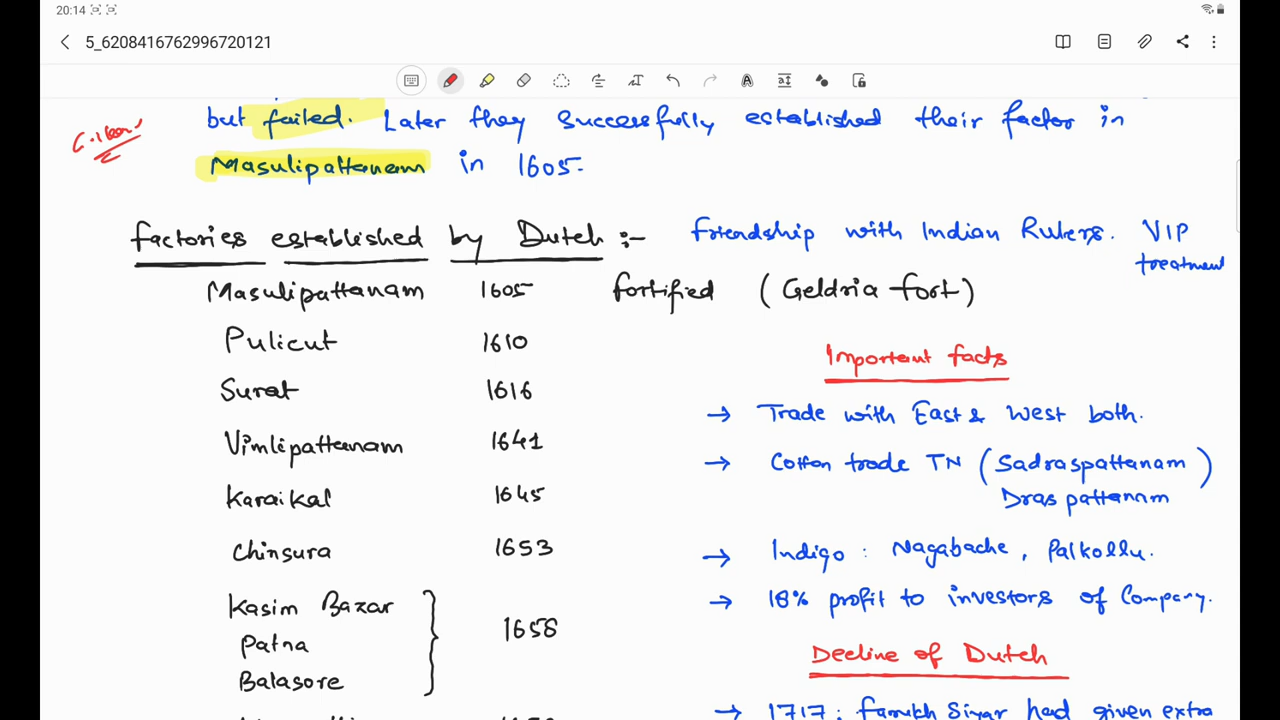 20:14
5_6208416762996720121
but failed. Later they successfully established their factor in
Masulipattanam in 1605.
factories established by Dutch :- Friendship with Indian Rulers. VIP
treatment
Masulipattanam 1605 fortified (Geldria fort)
Pulicut 1610
Important facts
Surat 1616
→ Trade with East & West both.
Vimlipattanam 1641
→ Cotton trade TN (Sadraspattanam)
Karaikal 1645
Draspattanam
Chinsura 1653
→ Indigo : Nagabache, Palkollu.
Kasim Bazar
→ 18% profit to investors of Company.
Patna 1658
Balasore
Decline of Dutch
→ 1717 : Farukh Siyar had given extra